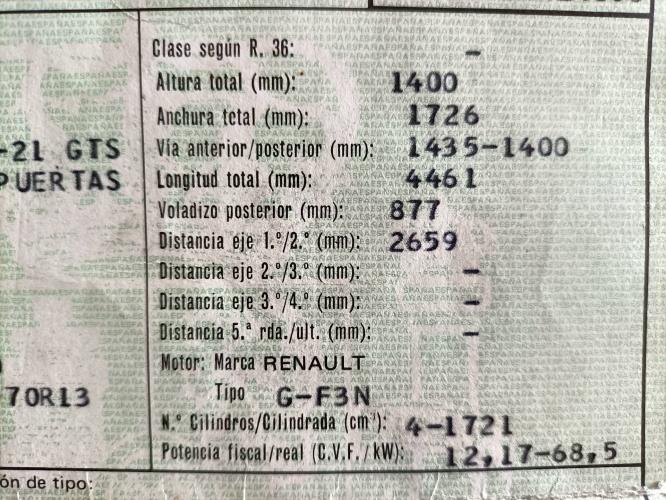 Clase según R. 36: -
Altura total (mm): 1400
Anchura total (mm): 1726
-21 GTS
Vía anterior/posterior (mm): 1435-1400
PUERTAS
Longitud total (mm): 4461
Voladizo posterior (mm): 877
Distancia eje 1.º/2.º (mm): 2659
Distancia eje 2.º/3.º (mm): -
Distancia eje 3.º/4.º (mm): -
Distancia 5.ª rda./ult. (mm): -
Motor: Marca RENAULT
70R13
Tipo G-F3N
N.º Cilindros/Cilindrada (cm³): 4-1721
Potencia fiscal/real (C.V.F./kW): 12,17-68,5
ón de tipo: